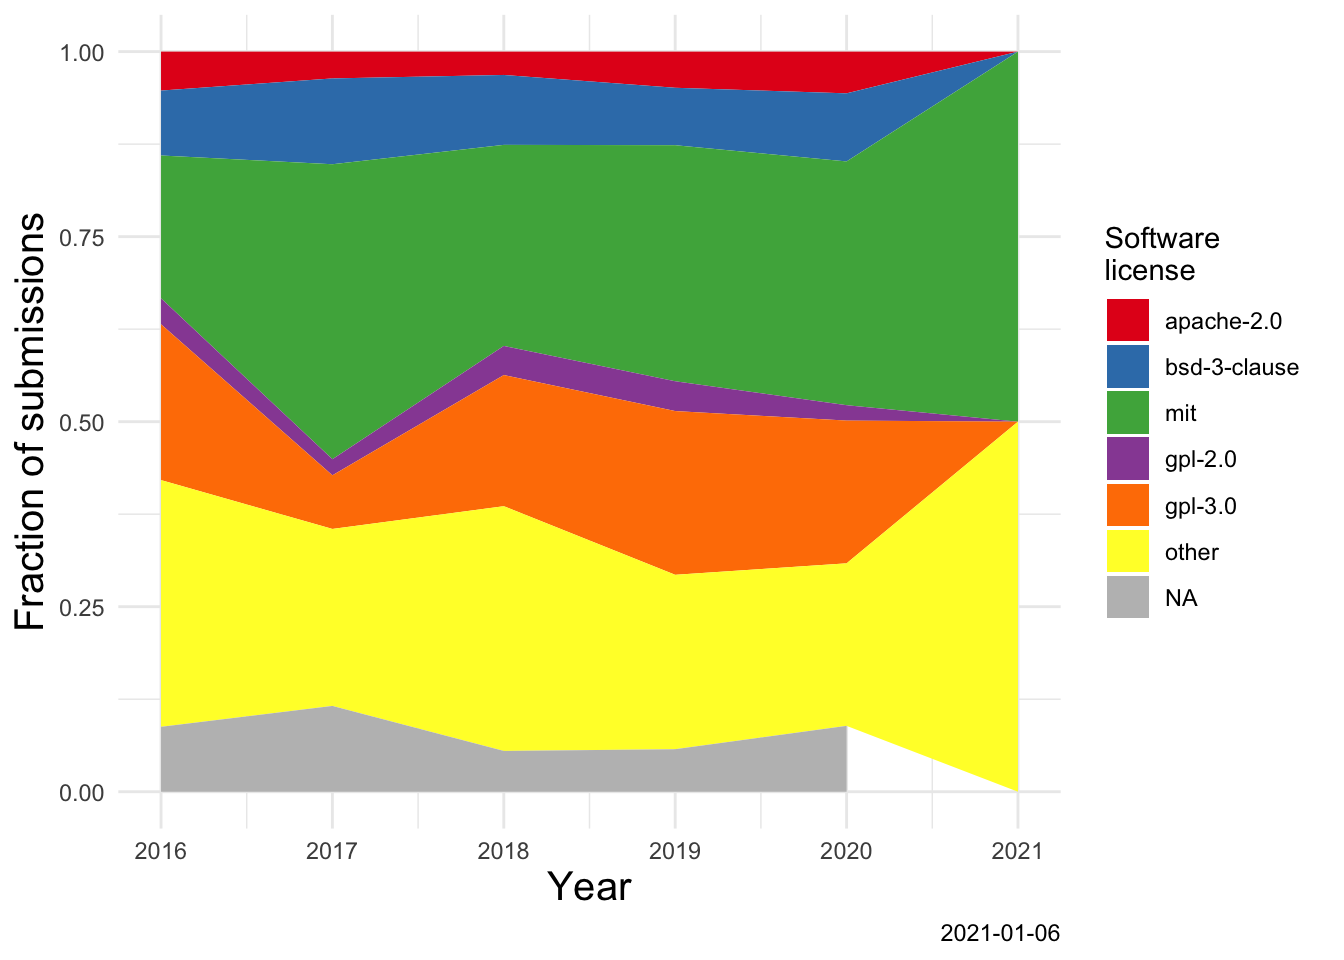 Fraction of submissions
1.00
0.75
0.50
0.25
0.00
2016 2017 2018 2019 2020 2021
Year
2021-01-06
Software
license
apache-2.0
bsd-3-clause
mit
gpl-2.0
gpl-3.0
other
NA